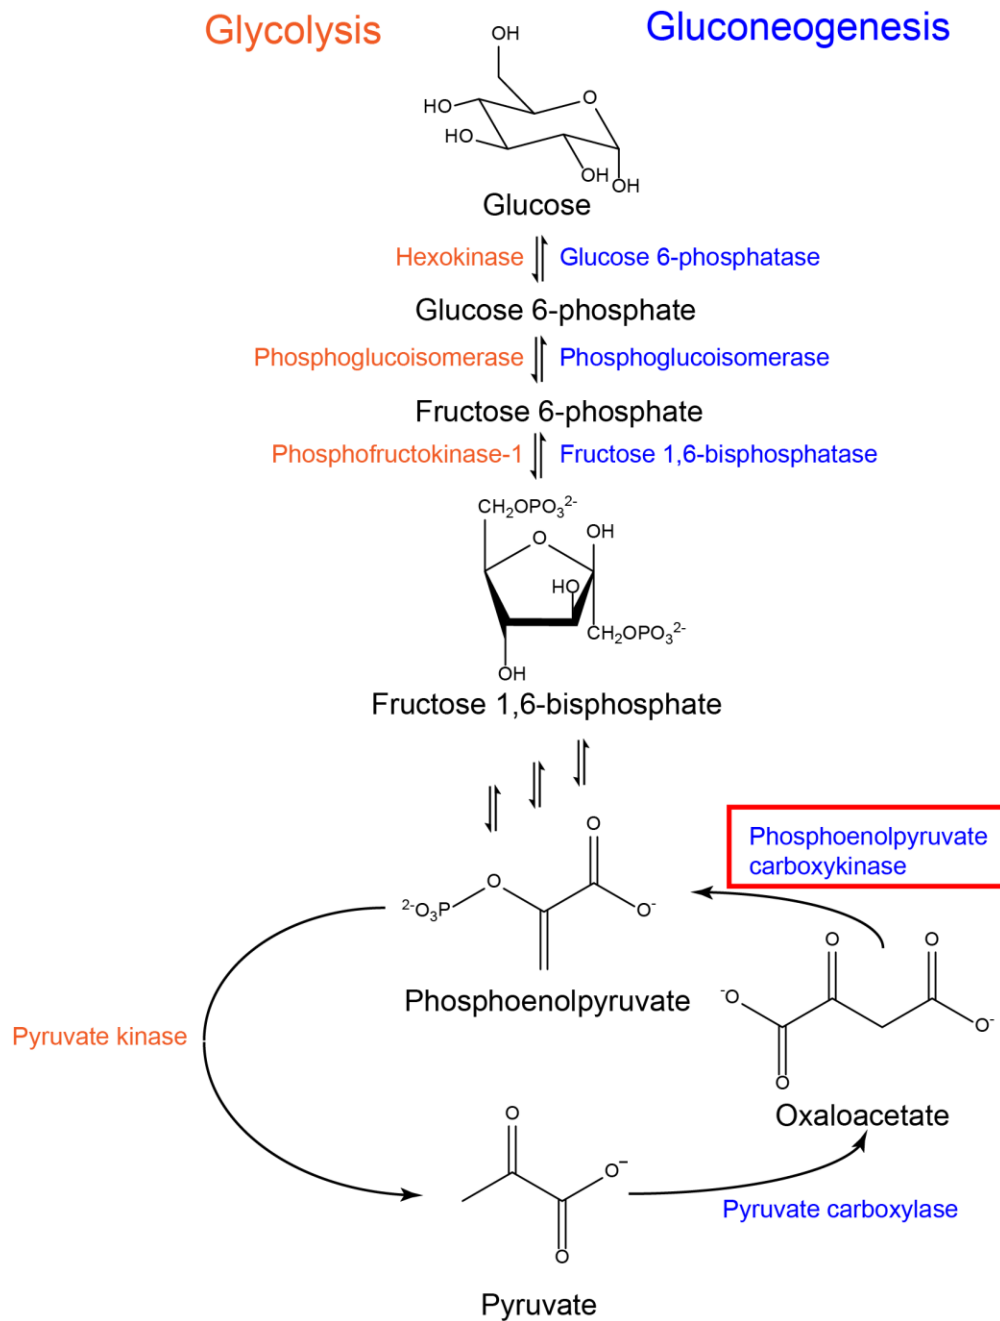 Glycolysis
Gluconeogenesis
OH
HO
O
HO
OH
OH
Glucose
Hexokinase
Glucose 6-phosphatase
Glucose 6-phosphate
Phosphoglucoisomerase
Phosphoglucoisomerase
Fructose 6-phosphate
Phosphofructokinase-1
Fructose 1,6-bisphosphatase
CH₂OPO₃²⁻
O
OH
HO
CH₂OPO₃²⁻
OH
Fructose 1,6-bisphosphate
Phosphoenolpyruvate
carboxykinase
O
O
²⁻O₃P
O⁻
Phosphoenolpyruvate
O
O
⁻O
O⁻
O
Oxaloacetate
Pyruvate kinase
O
O⁻
O
Pyruvate carboxylase
Pyruvate